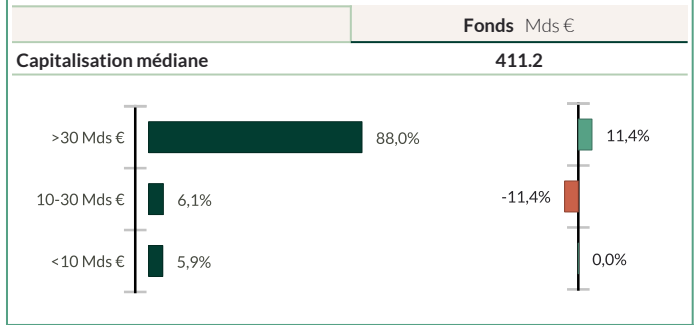 Fonds Mds €
Capitalisation médiane 411.2
>30 Mds € 88,0% 11,4%
10-30 Mds € 6,1% -11,4%
<10 Mds € 5,9% 0,0%